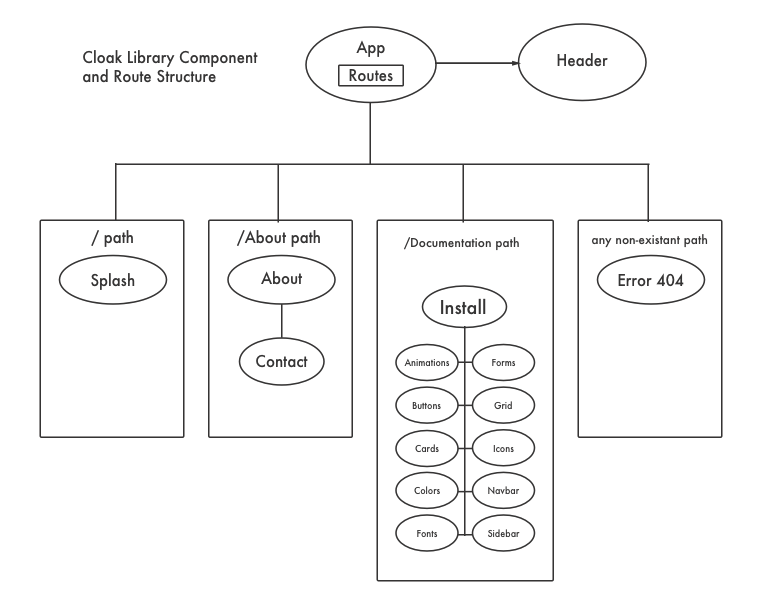 Cloak Library Component
and Route Structure
App
Routes
Header
/ path
Splash
/About path
About
Contact
/Documentation path
Install
Animations
Forms
Buttons
Grid
Cards
Icons
Colors
Navbar
Fonts
Sidebar
any non-existant path
Error 404